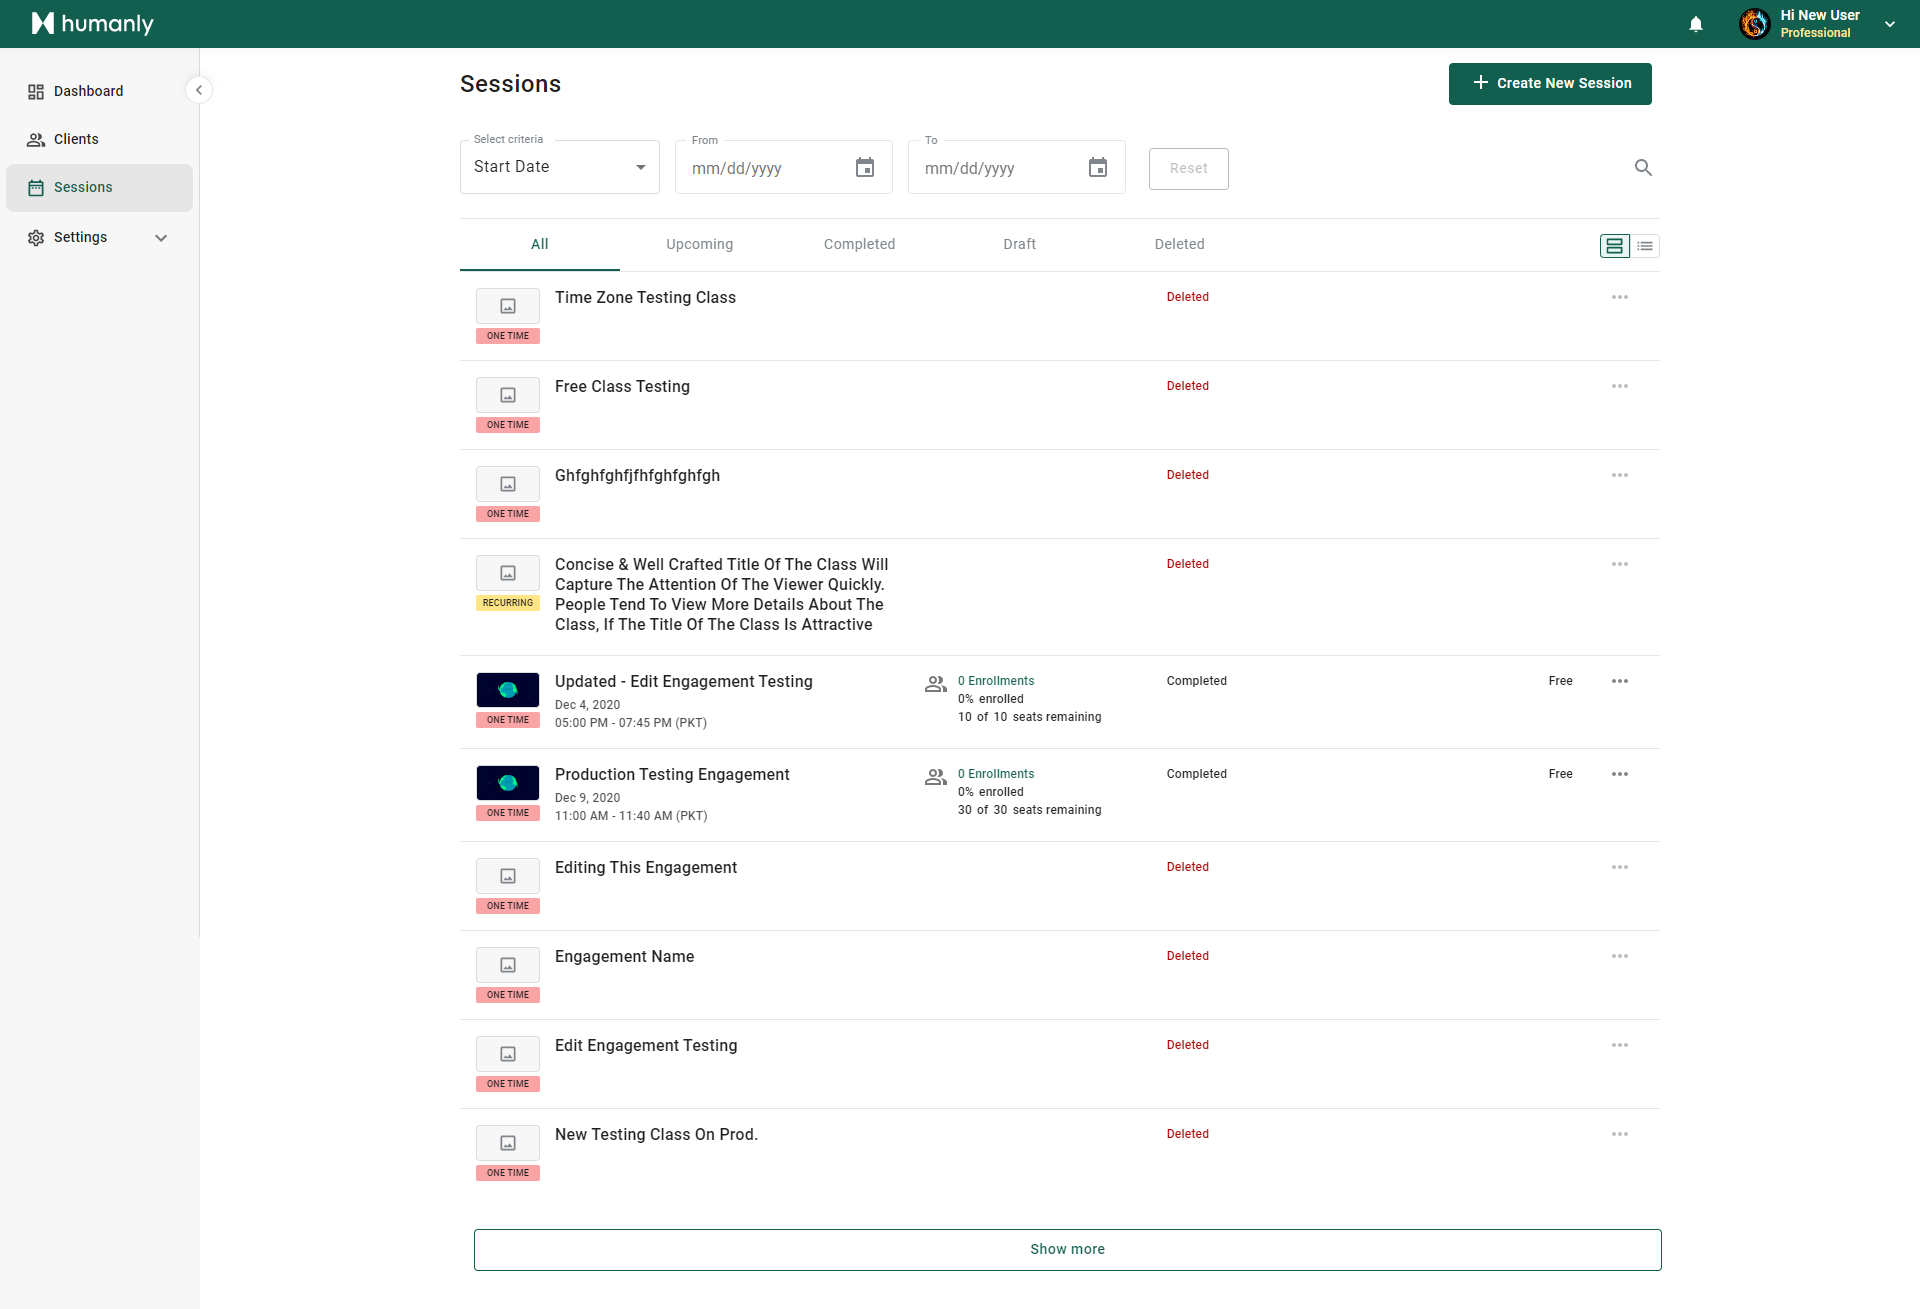 humanly
Hi New User
Professional
Dashboard
Clients
Sessions
Settings
Sessions
Create New Session
Select criteria
Start Date
From
mm/dd/yyyy
To
mm/dd/yyyy
Reset
All
Upcoming
Completed
Draft
Deleted
Time Zone Testing Class
Deleted
ONE TIME
Free Class Testing
Deleted
ONE TIME
Ghfghfghfjfhfghfghfgh
Deleted
ONE TIME
Concise & Well Crafted Title Of The Class Will
Capture The Attention Of The Viewer Quickly.
People Tend To View More Details About The
Class, If The Title Of The Class Is Attractive
Deleted
RECURRING
Updated - Edit Engagement Testing
Dec 4, 2020
05:00 PM - 07:45 PM (PKT)
ONE TIME
0 Enrollments
0% enrolled
10 of 10 seats remaining
Completed
Free
Production Testing Engagement
Dec 9, 2020
11:00 AM - 11:40 AM (PKT)
ONE TIME
0 Enrollments
0% enrolled
30 of 30 seats remaining
Completed
Free
Editing This Engagement
Deleted
ONE TIME
Engagement Name
Deleted
ONE TIME
Edit Engagement Testing
Deleted
ONE TIME
New Testing Class On Prod.
Deleted
ONE TIME
Show more